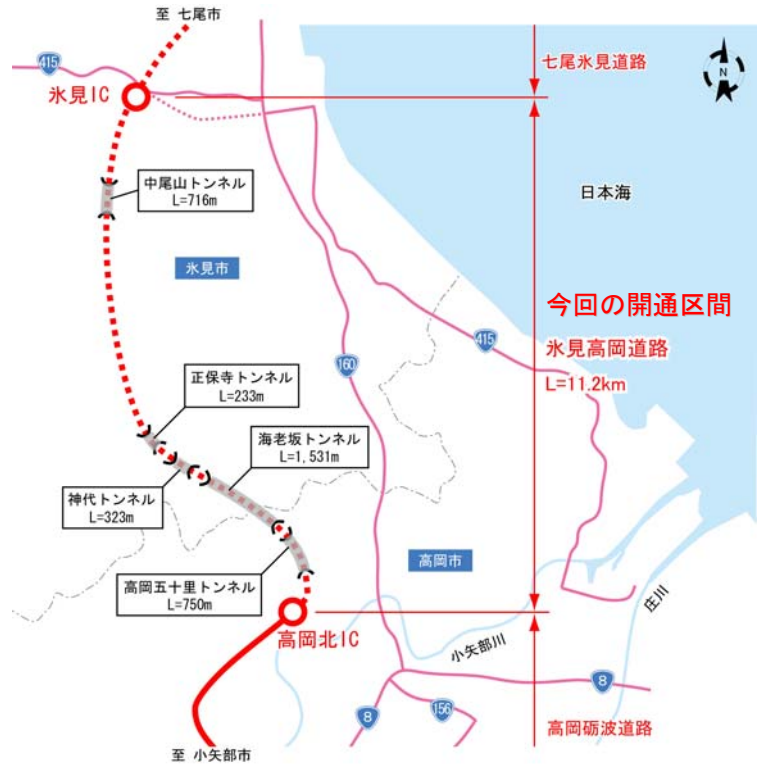 至 七尾市
415
氷見IC
七尾氷見道路
N
中尾山トンネル
L=716m
日本海
氷見市
今回の開通区間
氷見高岡道路
L=11.2km
415
160
正保寺トンネル
L=233m
海老坂トンネル
L=1,531m
神代トンネル
L=323m
高岡市
高岡五十里トンネル
L=750m
庄川
高岡北IC
小矢部川
8
8
156
高岡砺波道路
至 小矢部市